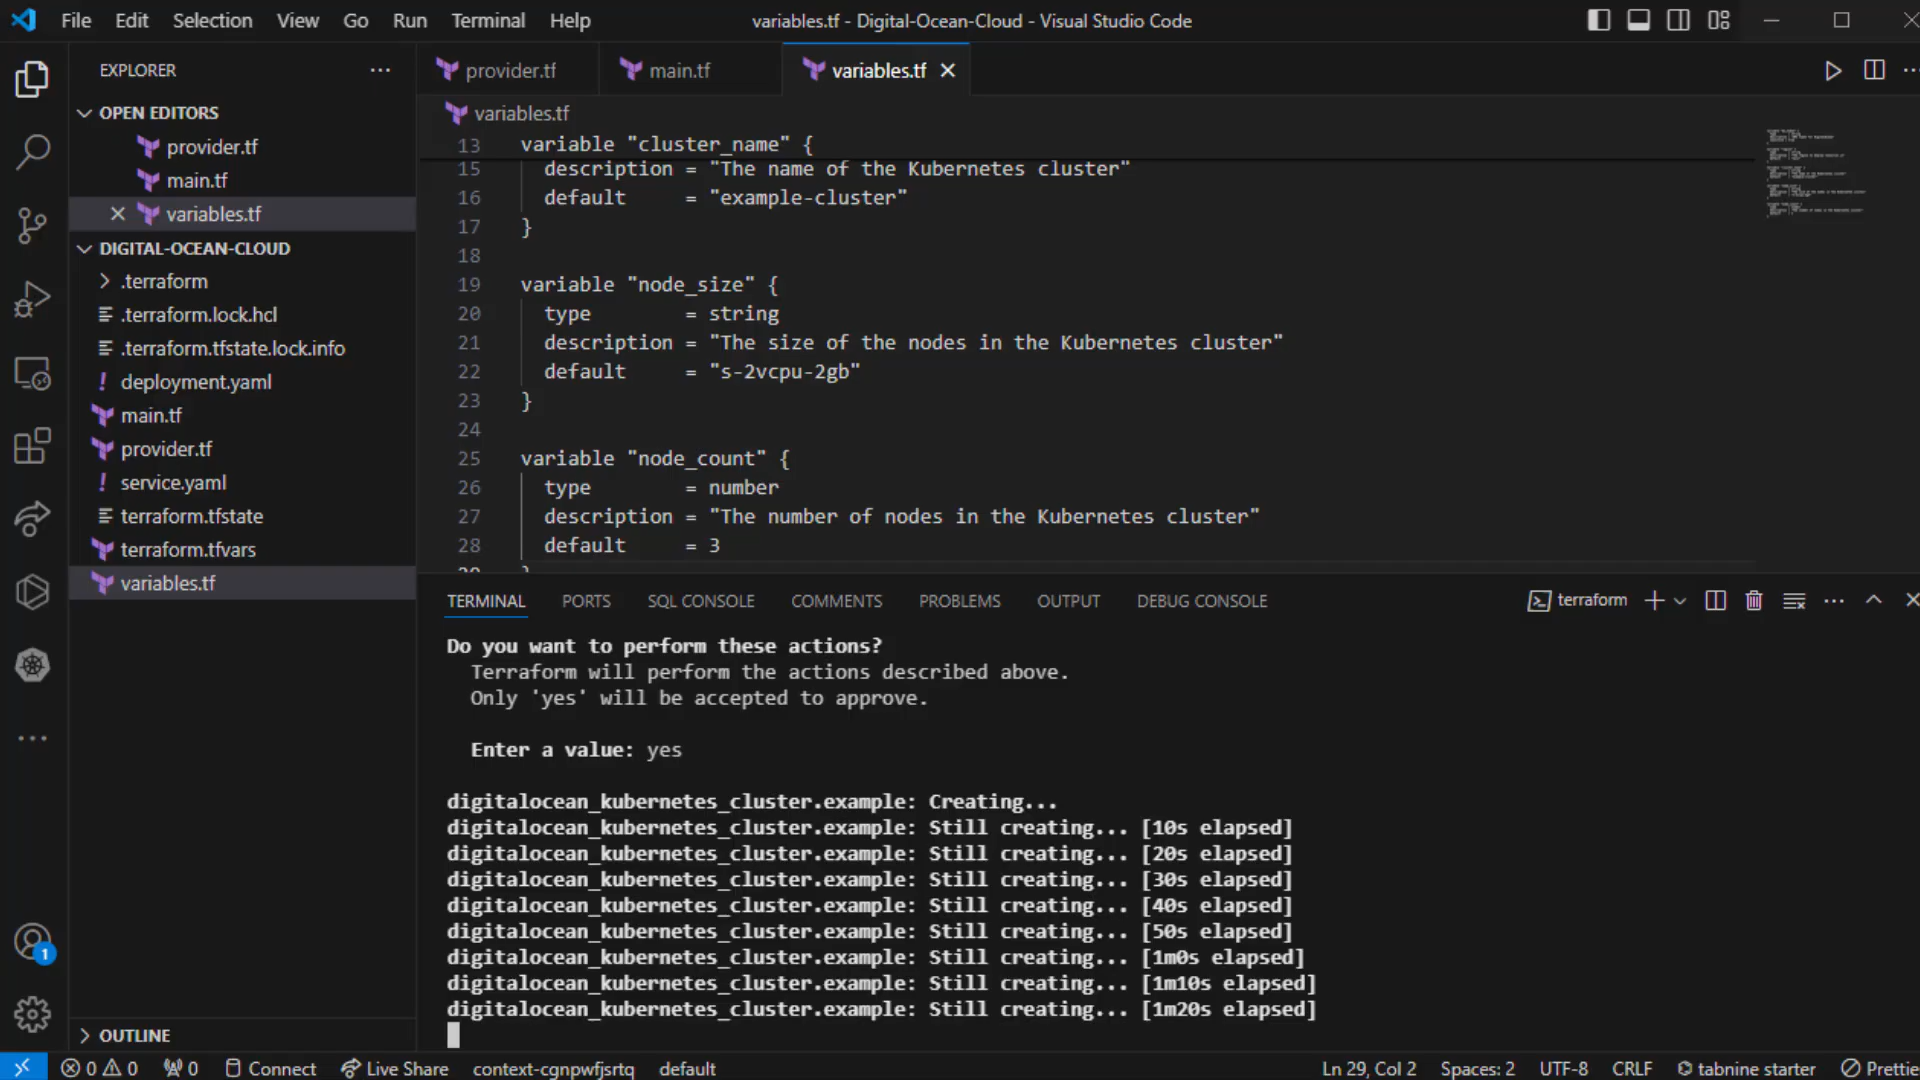 File Edit Selection View Go Run Terminal Help
variables.tf - Digital-Ocean-Cloud - Visual Studio Code
EXPLORER
OPEN EDITORS
provider.tf
main.tf
variables.tf
DIGITAL-OCEAN-CLOUD
.terraform
.terraform.lock.hcl
.terraform.tfstate.lock.info
deployment.yaml
main.tf
provider.tf
service.yaml
terraform.tfstate
terraform.tfvars
variables.tf
OUTLINE
1
provider.tf main.tf variables.tf
variables.tf
13 variable "cluster_name" {
15 description = "The name of the Kubernetes cluster"
16 default = "example-cluster"
17 }
18
19 variable "node_size" {
20 type = string
21 description = "The size of the nodes in the Kubernetes cluster"
22 default = "s-2vcpu-2gb"
23 }
24
25 variable "node_count" {
26 type = number
27 description = "The number of nodes in the Kubernetes cluster"
28 default = 3
TERMINAL PORTS SQL CONSOLE COMMENTS PROBLEMS OUTPUT DEBUG CONSOLE
terraform
Do you want to perform these actions?
Terraform will perform the actions described above.
Only 'yes' will be accepted to approve.
Enter a value: yes
digitalocean_kubernetes_cluster.example: Creating...
digitalocean_kubernetes_cluster.example: Still creating... [10s elapsed]
digitalocean_kubernetes_cluster.example: Still creating... [20s elapsed]
digitalocean_kubernetes_cluster.example: Still creating... [30s elapsed]
digitalocean_kubernetes_cluster.example: Still creating... [40s elapsed]
digitalocean_kubernetes_cluster.example: Still creating... [50s elapsed]
digitalocean_kubernetes_cluster.example: Still creating... [1m0s elapsed]
digitalocean_kubernetes_cluster.example: Still creating... [1m10s elapsed]
digitalocean_kubernetes_cluster.example: Still creating... [1m20s elapsed]
0 0 0 Connect Live Share context-cgnpwfjsrtq default Ln 29, Col 2 Spaces: 2 UTF-8 CRLF tabnine starter Prettie